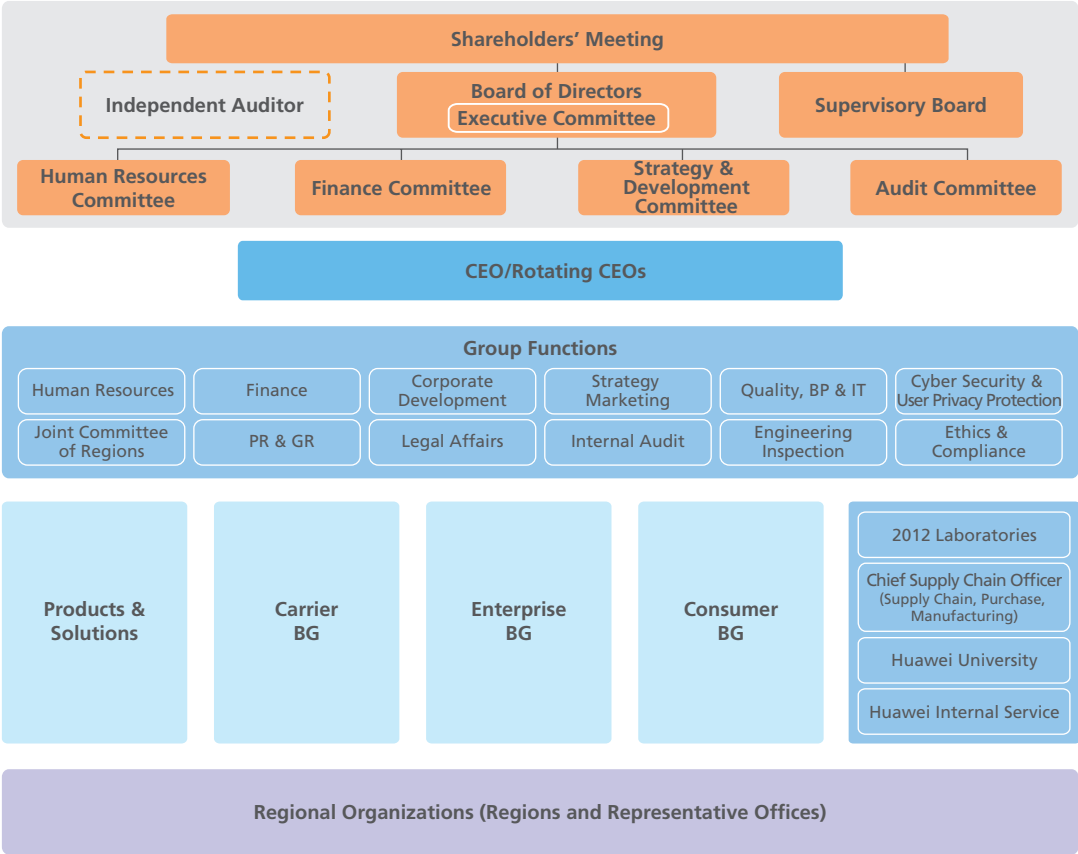 Shareholders’ Meeting
Independent Auditor
Board of Directors
Executive Committee
Supervisory Board
Human Resources
Committee
Finance Committee
Strategy &
Development
Committee
Audit Committee
CEO/Rotating CEOs
Group Functions
Human Resources
Finance
Corporate
Development
Strategy
Marketing
Quality, BP & IT
Cyber Security &
User Privacy Protection
Joint Committee
of Regions
PR & GR
Legal Affairs
Internal Audit
Engineering
Inspection
Ethics &
Compliance
Products &
Solutions
Carrier
BG
Enterprise
BG
Consumer
BG
2012 Laboratories
Chief Supply Chain Officer
(Supply Chain, Purchase,
Manufacturing)
Huawei University
Huawei Internal Service
Regional Organizations (Regions and Representative Offices)